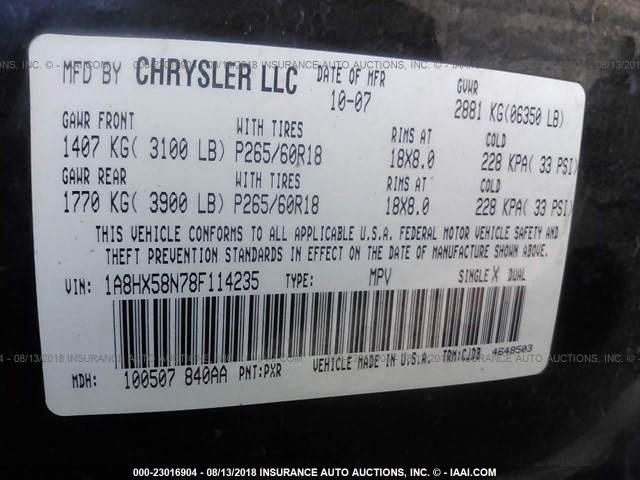 MFD BY CHRYSLER LLC DATE OF MFR GVWR
10-07 2881 KG(06350 LB)
GAWR FRONT WITH TIRES RIMS AT COLD
1407 KG( 3100 LB) P265/60R18 18X8.0 228 KPA( 33 PSI)
GAWR REAR WITH TIRES RIMS AT COLD
1770 KG( 3900 LB) P265/60R18 18X8.0 228 KPA( 33 PSI)
THIS VEHICLE CONFORMS TO ALL APPLICABLE U.S.A. FEDERAL MOTOR VEHICLE SAFETY AND
THEFT PREVENTION STANDARDS IN EFFECT ON THE DATE OF MANUFACTURE SHOWN ABOVE.
VIN: 1A8HX58N78F114235 TYPE: MPV SINGLE X DUAL
MDH: 100507 840AA PNT:PXR VEHICLE MADE IN U.S.A. TRM:CJDB 4648503
000-23016904 - 08/13/2018 - INSURANCE AUTO AUCTIONS - © - IAAI.COM